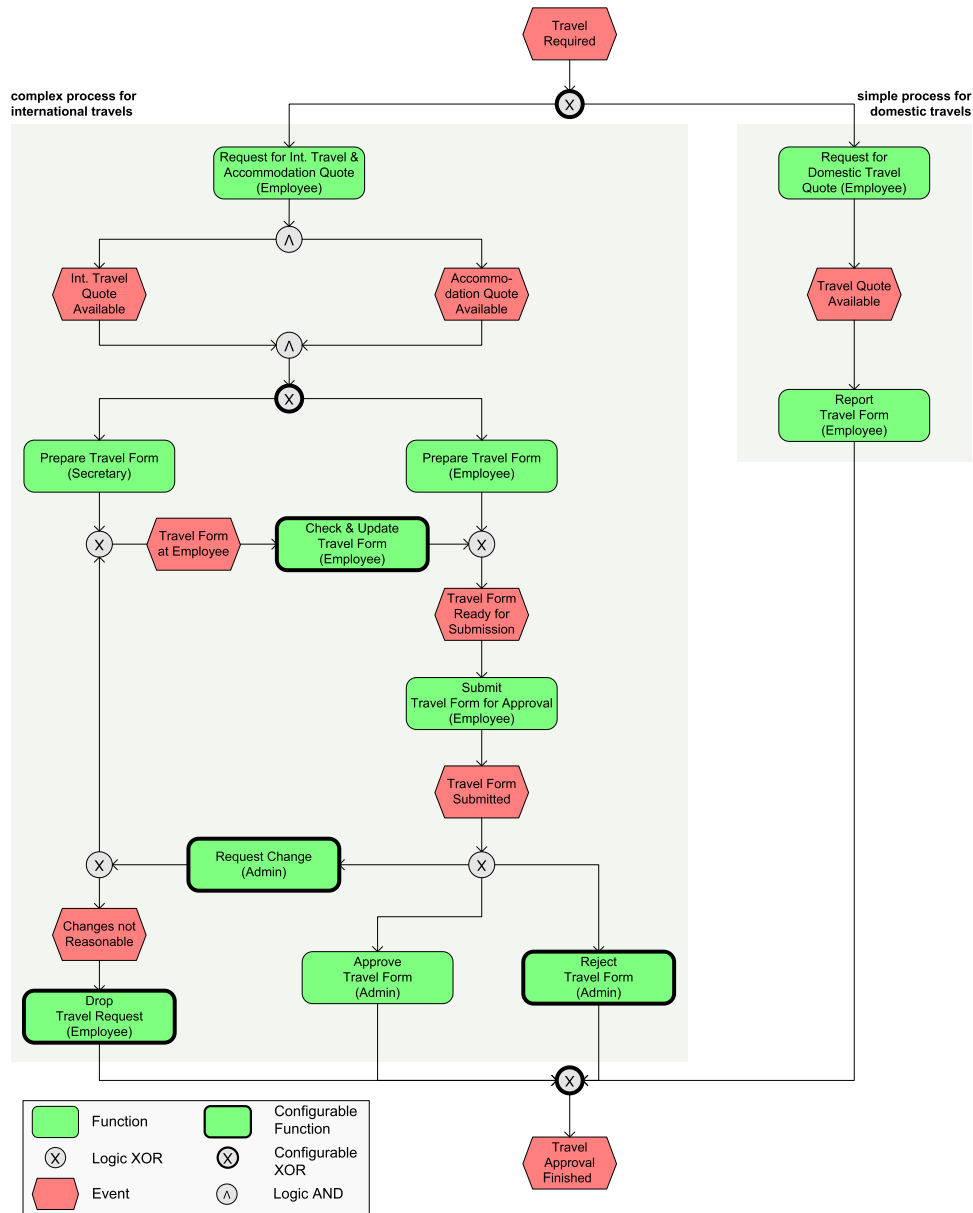 Travel
Required
complex process for
international travels
simple process for
domestic travels
X
Request for Int. Travel &
Accommodation Quote
(Employee)
Request for
Domestic Travel
Quote (Employee)
Λ
Int. Travel
Quote
Available
Accommo-
dation Quote
Available
Travel Quote
Available
Λ
X
Report
Travel Form
(Employee)
Prepare Travel Form
(Secretary)
Prepare Travel Form
(Employee)
X
Travel Form
at Employee
Check & Update
Travel Form
(Employee)
X
Travel Form
Ready for
Submission
Submit
Travel Form for Approval
(Employee)
Travel Form
Submitted
X
Request Change
(Admin)
X
Changes not
Reasonable
Approve
Travel Form
(Admin)
Reject
Travel Form
(Admin)
Drop
Travel Request
(Employee)
X
Function
Configurable
Function
X
Logic XOR
X
Configurable
XOR
Event
Λ
Logic AND
Travel
Approval
Finished